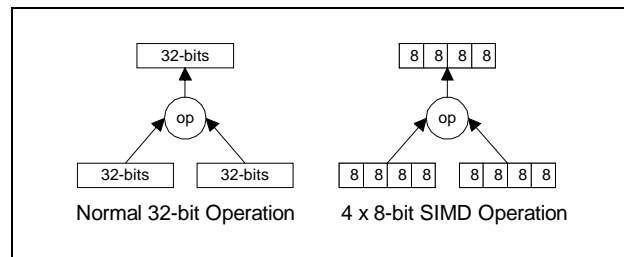 32-bits
8 8 8 8
op
op
32-bits
32-bits
8 8 8 8
8 8 8 8
Normal 32-bit Operation
4 x 8-bit SIMD Operation